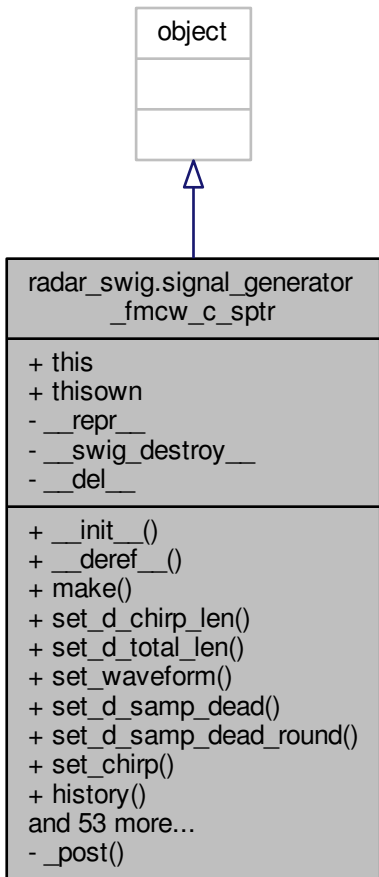 object
radar_swig.signal_generator
_fmcw_c_sptr
+ this
+ thisown
- __repr__
- __swig_destroy__
- __del__
+ __init__()
+ __deref__()
+ make()
+ set_d_chirp_len()
+ set_d_total_len()
+ set_waveform()
+ set_d_samp_dead()
+ set_d_samp_dead_round()
+ set_chirp()
+ history()
and 53 more...
- _post()